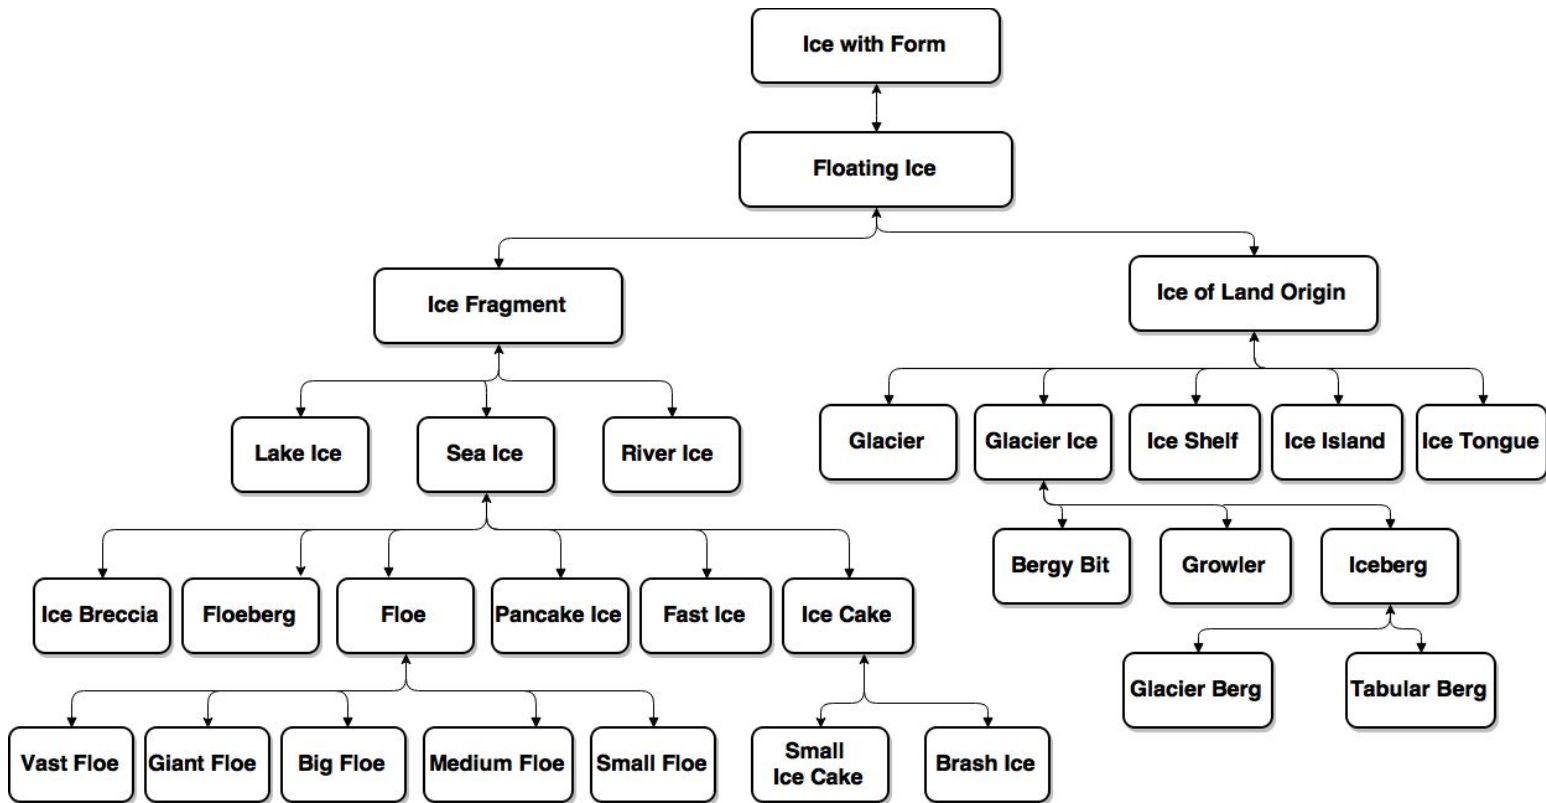 Ice with Form
Floating Ice
Ice Fragment
Ice of Land Origin
Lake Ice
Sea Ice
River Ice
Glacier
Glacier Ice
Ice Shelf
Ice Island
Ice Tongue
Ice Breccia
Floeberg
Floe
Pancake Ice
Fast Ice
Ice Cake
Bergy Bit
Growler
Iceberg
Vast Floe
Giant Floe
Big Floe
Medium Floe
Small Floe
Small
Ice Cake
Brash Ice
Glacier Berg
Tabular Berg